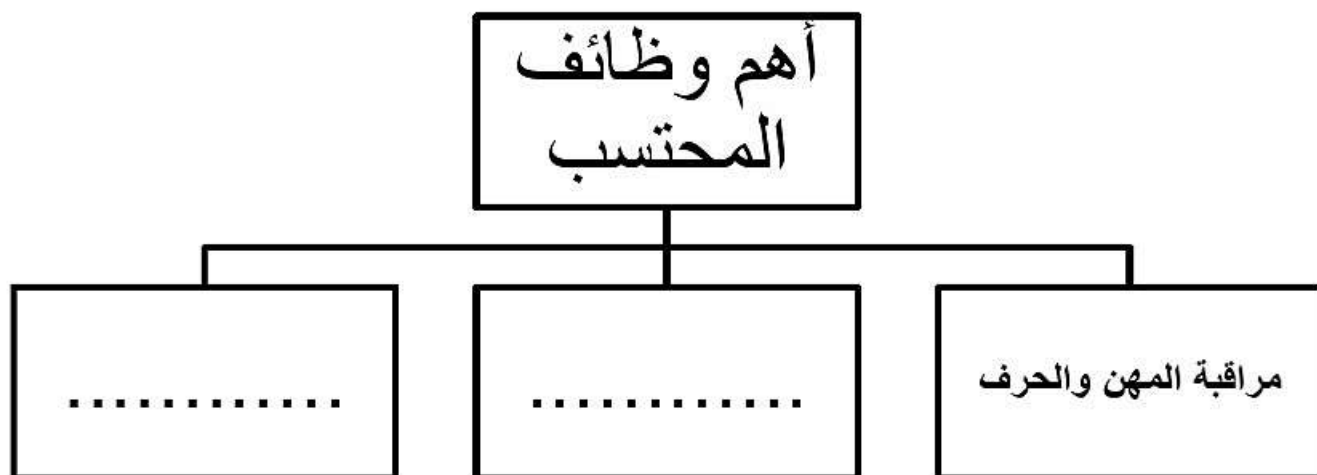 أهم وظائف
المحتسب
مراقبة المهن والحرف
............
............